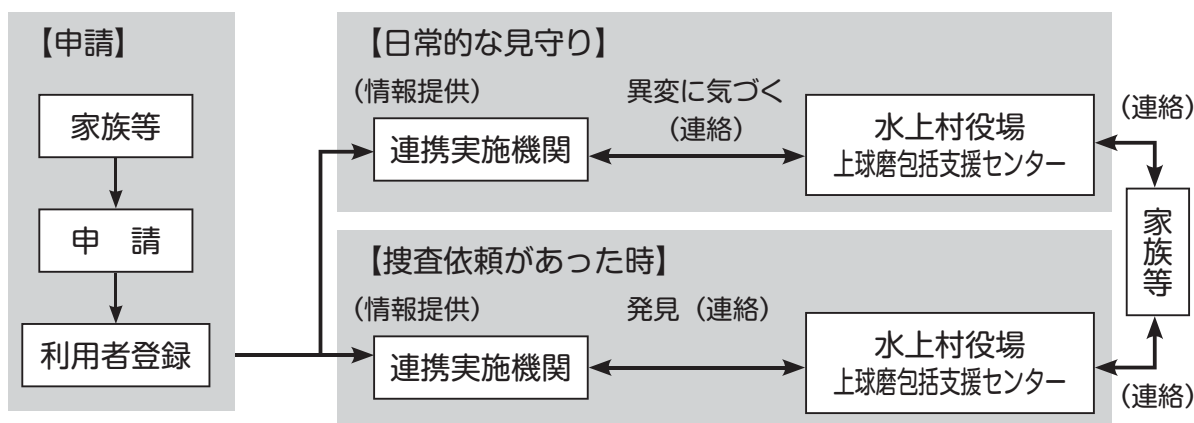 【申請】
家族等
申　請
利用者登録
【日常的な見守り】
（情報提供）
連携実施機関
異変に気づく
（連絡）
水上村役場
上球磨包括支援センター
（連絡）
家族等
【捜査依頼があった時】
（情報提供）
連携実施機関
発見（連絡）
水上村役場
上球磨包括支援センター
（連絡）